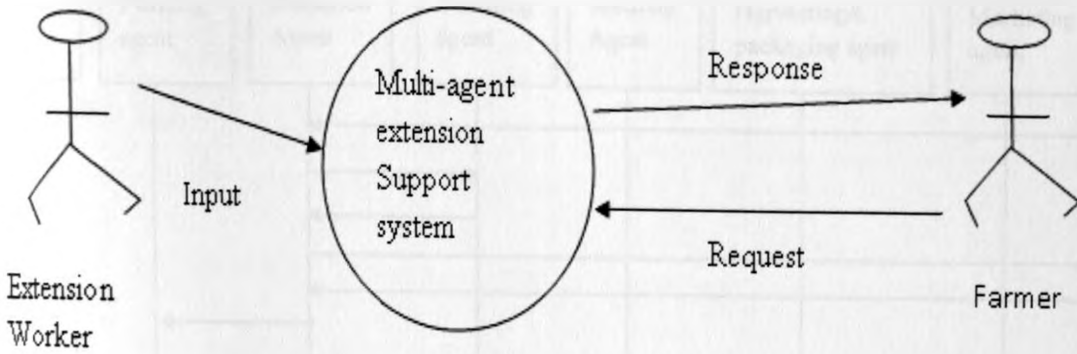 Multi-agent
extension
Support
system
Response
Input
Request
Extension
Worker
Farmer